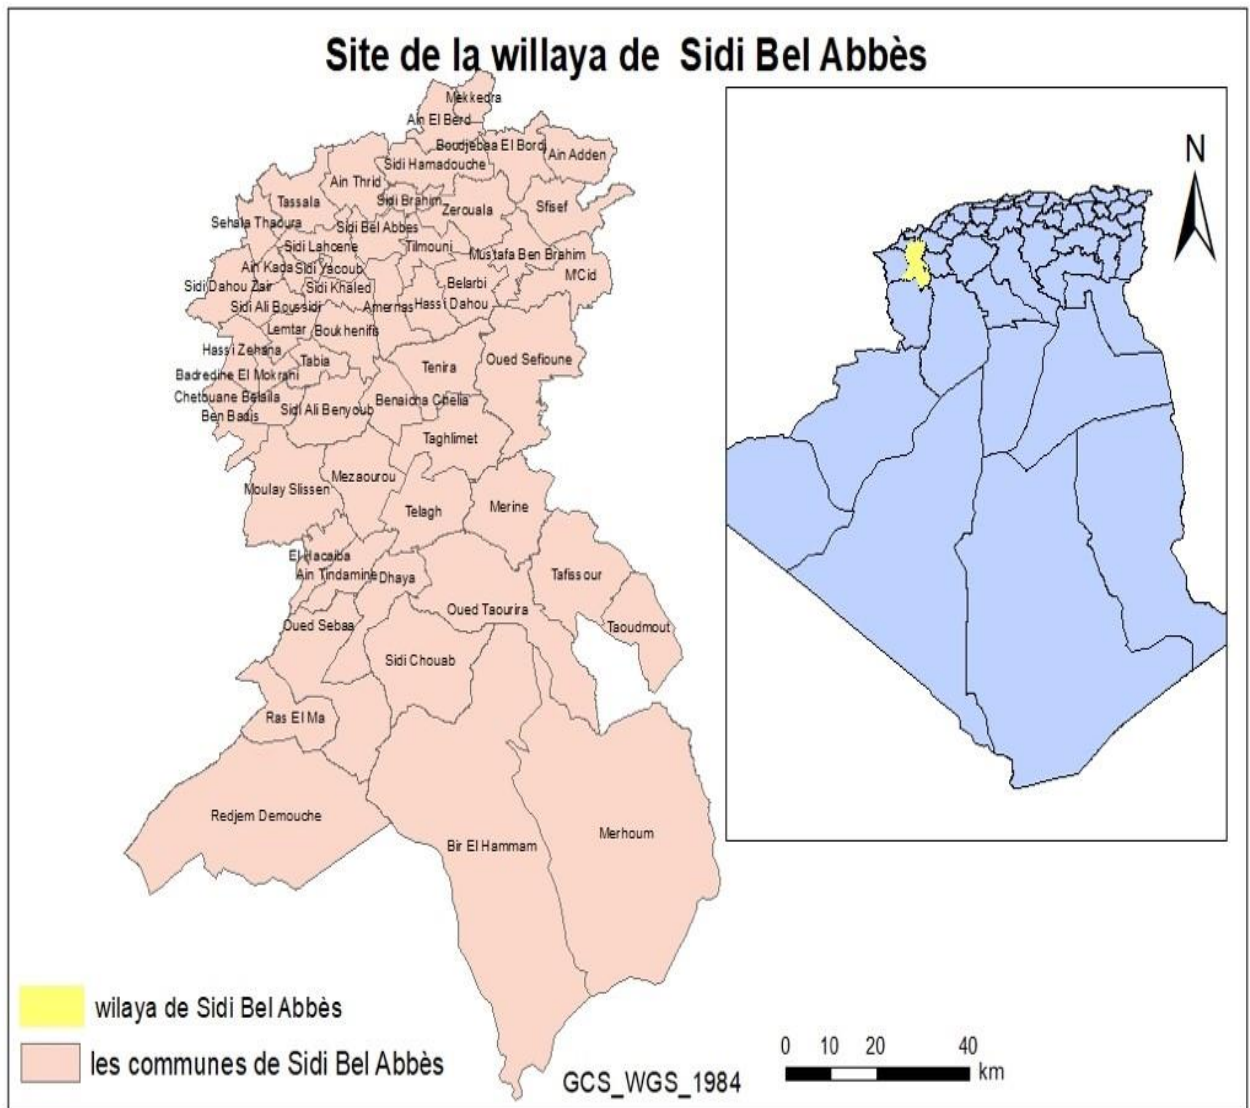 Site de la willaya de Sidi Bel Abbès
Mekkedra
Ain El Berd
Boudjebaa El Bordj
Ain Adden
Sidi Hamadouche
Ain Thrid
Tassala
Sidi Brahim
Zerouala
Sfisef
Sehala Thaoura
Sidi Bel Abbes
Sidi Lahcene
Tilmouni
Mustafa Ben Brahim
Ain Kada
Sidi Yacoub
M'Cid
Sidi Dahou Zair
Sidi Khaled
Belarbi
Sidi Ali Boussidi
Amernas
Hassi Dahou
Lemtar
Boukhenifis
Hassi Zehana
Tabia
Tenira
Oued Sefioune
Badredine El Mokrani
Chetouane Belaila
Ben Badis
Sidi Ali Benyoub
Benaicha Chelia
Taghlimet
Mezaourou
Moulay Slissen
Telagh
Merine
El Hacaiba
Ain Tindamine
Dhaya
Tafissour
Oued Taourira
Oued Sebaa
Taoudmout
Sidi Chouab
Ras El Ma
Redjem Demouche
Merhoum
Bir El Hammam
N
wilaya de Sidi Bel Abbès
les communes de Sidi Bel Abbès
GCS_WGS_1984
0 10 20 40
km